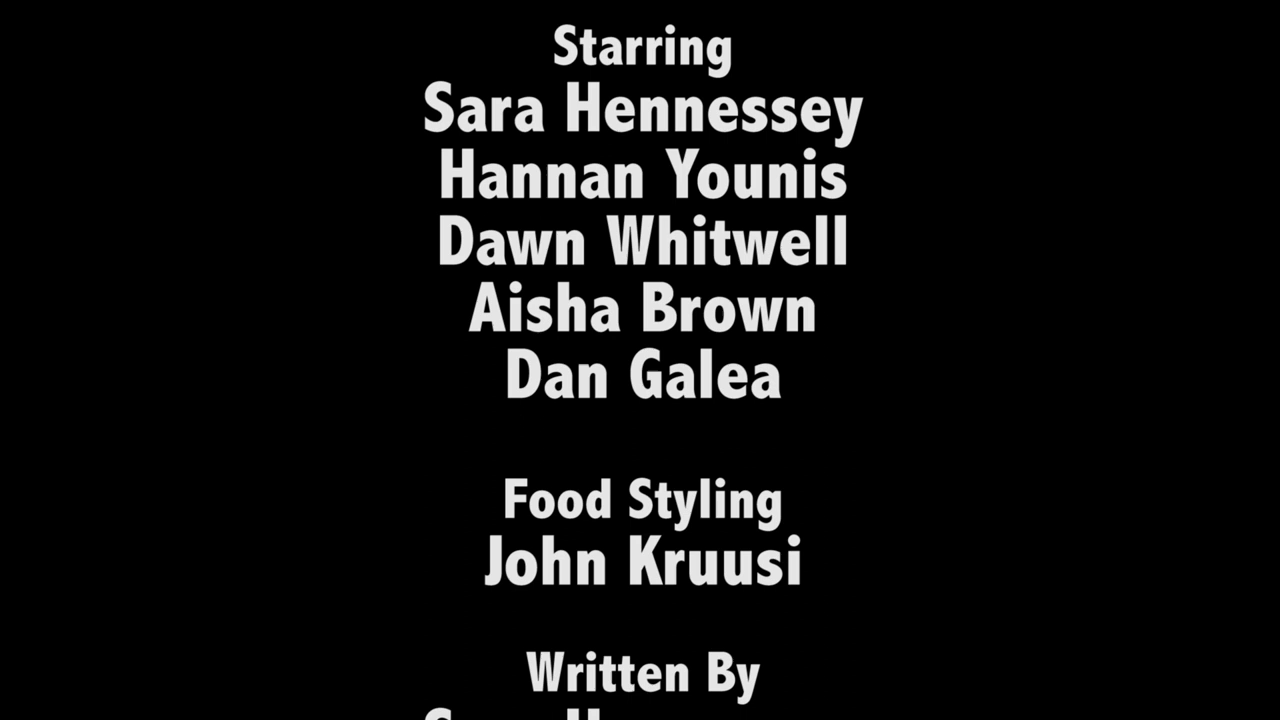 Starring
Sara Hennessey
Hannan Younis
Dawn Whitwell
Aisha Brown
Dan Galea
Food Styling
John Kruusi
Written By